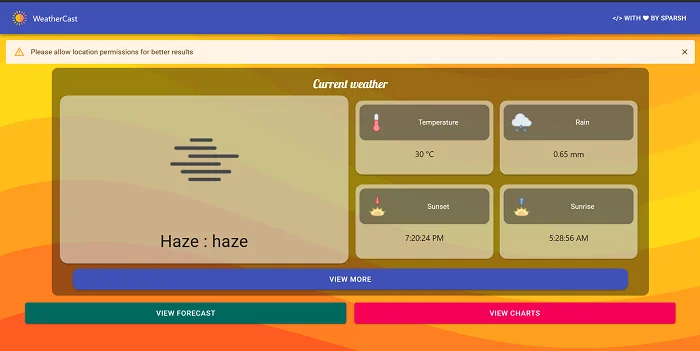 WeatherCast
</> WITH ❤ BY SPARSH
Please allow location permissions for better results
Current weather
Temperature
30 °C
Rain
0.65 mm
Haze : haze
Sunset
7:20:24 PM
Sunrise
5:28:56 AM
VIEW MORE
VIEW FORECAST
VIEW CHARTS